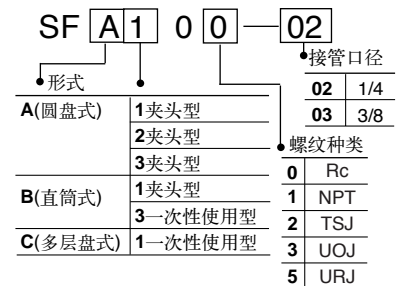 SF A 1 0 0 — 02
接管口径
02 1/4
03 3/8
形式
A(圆盘式) 1夹头型
2夹头型
3夹头型
B(直筒式) 1夹头型
3一次性使用型
C(多层盘式) 1一次性使用型
螺纹种类
0 Rc
1 NPT
2 TSJ
3 UOJ
5 URJ